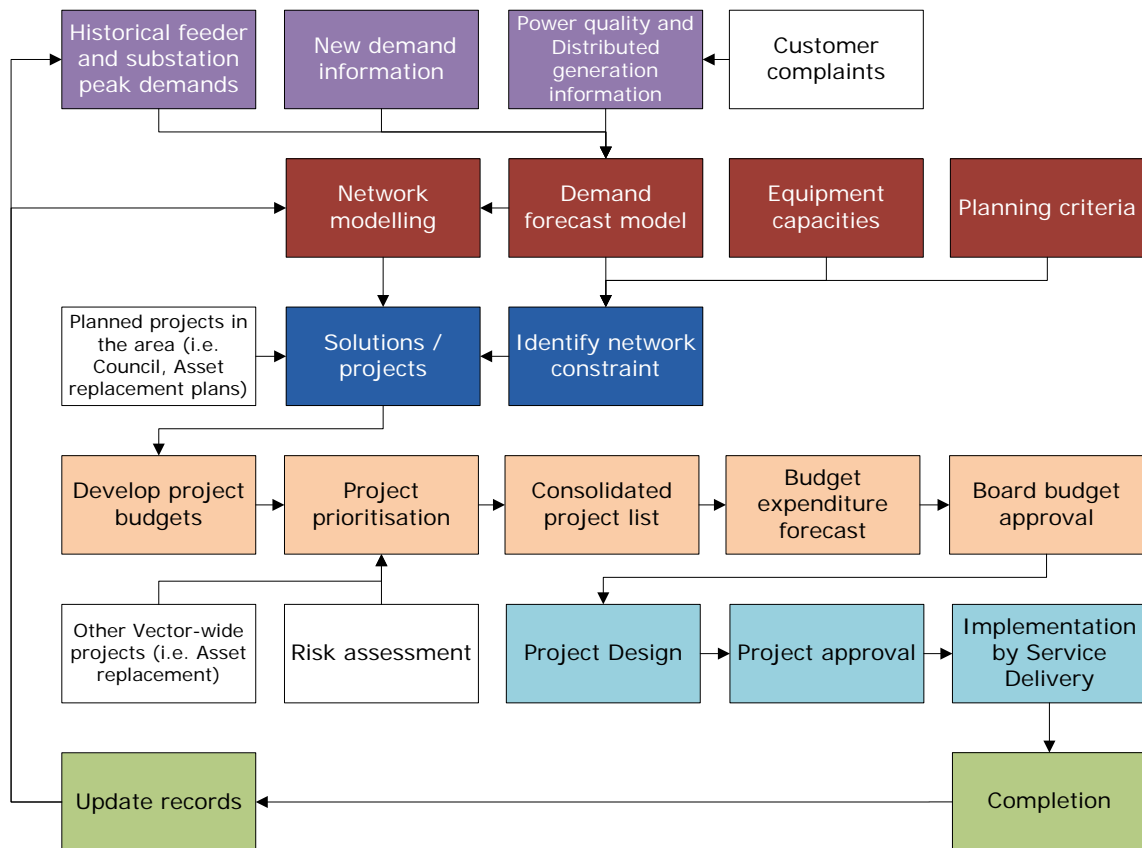 Historical feeder
and substation
peak demands
New demand
information
Power quality and
Distributed
generation
information
Customer
complaints
Network
modelling
Demand
forecast model
Equipment
capacities
Planning criteria
Planned projects in
the area (i.e.
Council, Asset
replacement plans)
Solutions /
projects
Identify network
constraint
Develop project
budgets
Project
prioritisation
Consolidated
project list
Budget
expenditure
forecast
Board budget
approval
Other Vector-wide
projects (i.e. Asset
replacement)
Risk assessment
Project Design
Project approval
Implementation
by Service
Delivery
Update records
Completion